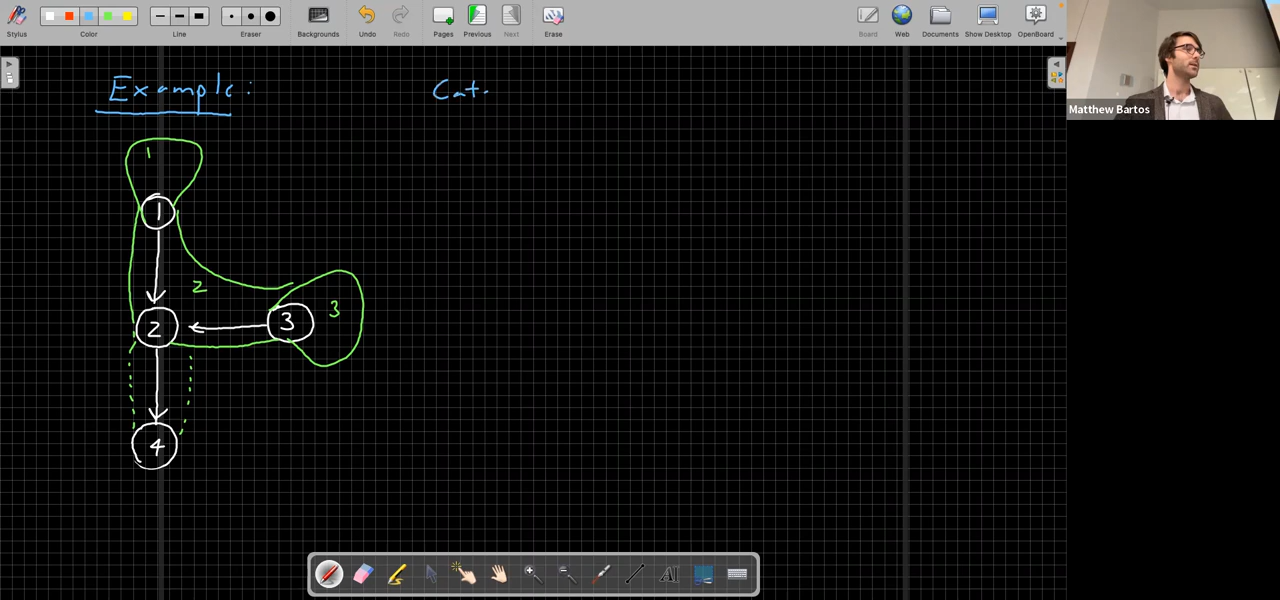 Stylus Color Line Eraser Backgrounds Undo Redo Pages Previous Next Erase Board Web Documents Show Desktop OpenBoard
Matthew Bartos
Example: Cat.
1
1
2
3
3
2
4
AI